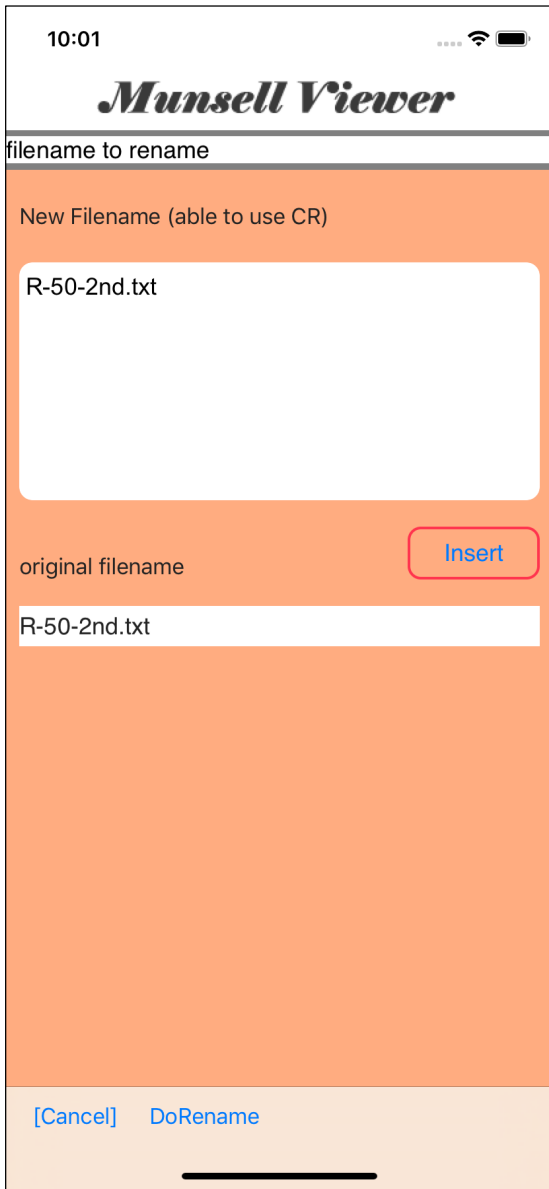 10:01
Munsell Viewer
filename to rename
New Filename (able to use CR)
R-50-2nd.txt
Insert
original filename
R-50-2nd.txt
[Cancel] DoRename